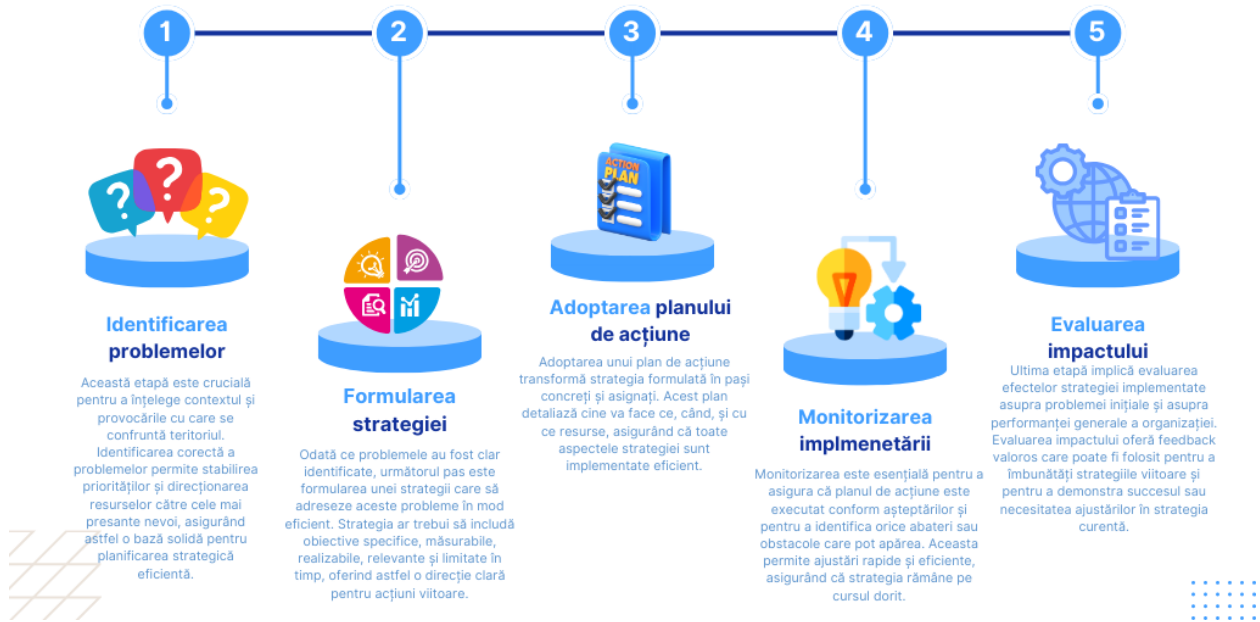 1
2
3
4
5
Identificarea
problemelor
Această etapă este crucială
pentru a înțelege contextul și
provocările cu care se
confruntă teritoriul.
Identificarea corectă a
problemelor permite stabilirea
priorităților și direcționarea
resurselor către cele mai
presante nevoi, asigurând
astfel o bază solidă pentru
planificarea strategică
eficientă.
Formularea
strategiei
Odată ce problemele au fost clar
identificate, următorul pas este
formularea unei strategii care să
adreseze aceste probleme în mod
eficient. Strategia ar trebui să includă
obiective specifice, măsurabile,
realizabile, relevante și limitate în
timp, oferind astfel o direcție clară
pentru acțiuni viitoare.
ACTION
PLAN
Adoptarea planului
de acțiune
Adoptarea unui plan de acțiune
transformă strategia formulată în pași
concreți și asignați. Acest plan
detaliază cine va face ce, când, și cu
ce resurse, asigurând că toate
aspectele strategiei sunt
implementate eficient.
Monitorizarea
implmenetării
Monitorizarea este esențială pentru a
asigura că planul de acțiune este
executat conform așteptărilor și
pentru a identifica orice abateri sau
obstacole care pot apărea. Aceasta
permite ajustări rapide și eficiente,
asigurând că strategia rămâne pe
cursul dorit.
Evaluarea
impactului
Ultima etapă implică evaluarea
efectelor strategiei implementate
asupra problemei inițiale și asupra
performanței generale a organizației.
Evaluarea impactului oferă feedback
valoros care poate fi folosit pentru a
îmbunătăți strategiile viitoare și
pentru a demonstra succesul sau
necesitatea ajustărilor în strategia
curentă.